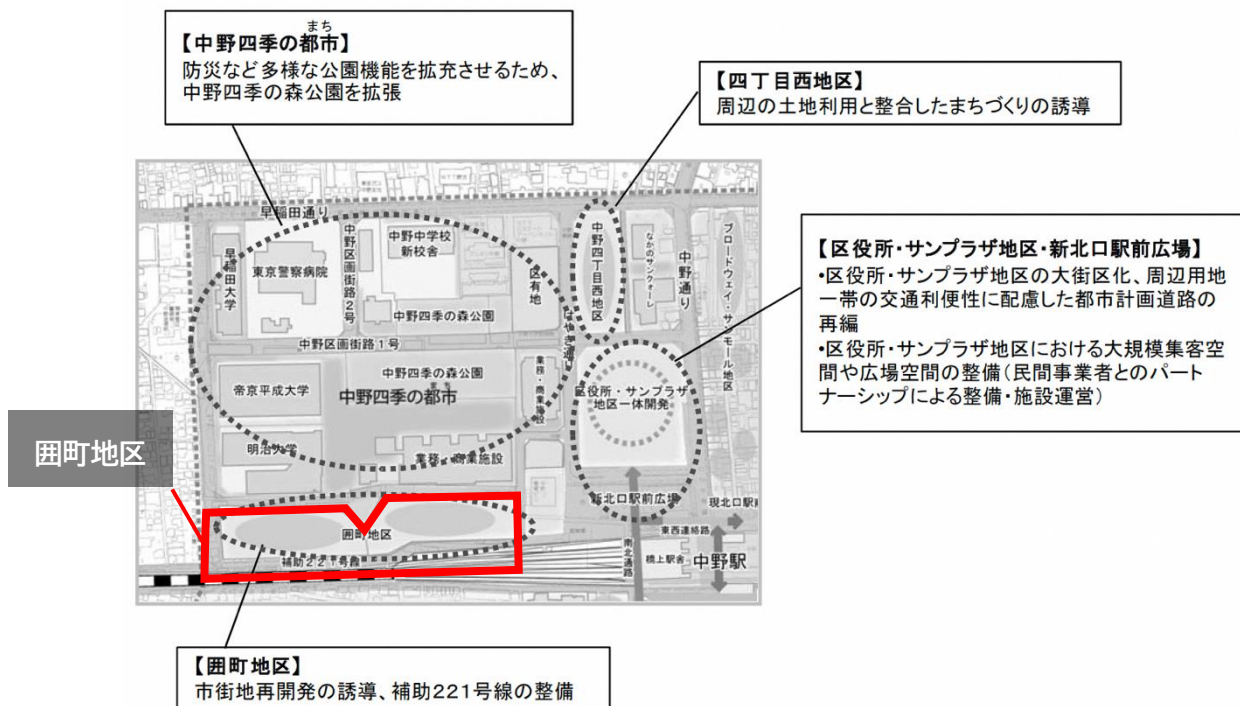 まち
【中野四季の都市】
防災など多様な公園機能を拡充させるため、
中野四季の森公園を拡張
【四丁目西地区】
周辺の土地利用と整合したまちづくりの誘導
【区役所・サンプラザ地区・新北口駅前広場】
•区役所・サンプラザ地区の大街区化、周辺用地
一帯の交通利便性に配慮した都市計画道路の
再編
•区役所・サンプラザ地区における大規模集客空
間や広場空間の整備（民間事業者とのパート
ナーシップによる整備・施設運営）
早稲田通り
早稲田大学
東京警察病院
中野区画街路２号
中野中学校
新校舎
区有地
中野四丁目西地区
なかのサンクォーレ
中野通り
ブロードウェイ・サンモール地区
中野四季の森公園
けやき通り
中野区画街路１号
帝京平成大学
中野四季の森公園
まち
中野四季の都市
業務・商業施設
区役所・サンプラザ
地区一体開発
明治大学
業務・商業施設
囲町地区
新北口駅前広場
現北口駅前
囲町地区
東西連絡路
補助２２１号線
南北通路
橋上駅舎
中野駅
【囲町地区】
市街地再開発の誘導、補助221号線の整備